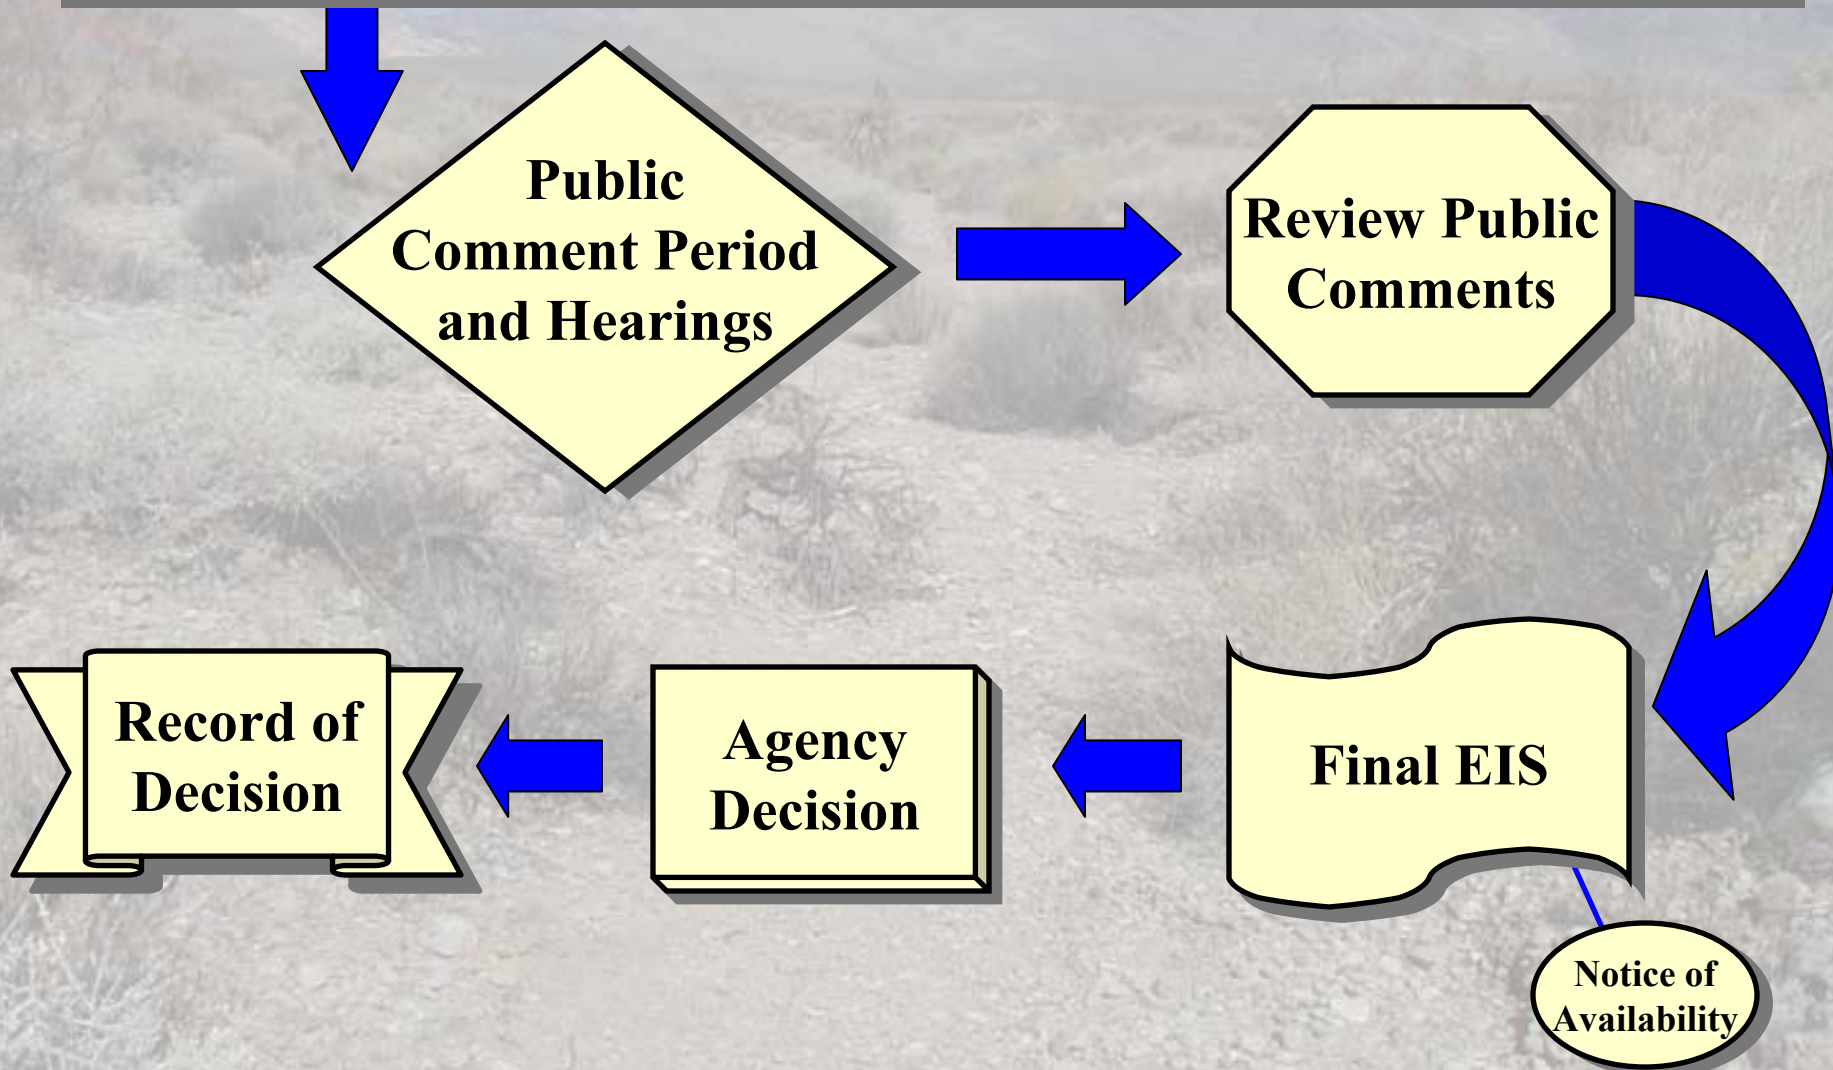 Public
Comment Period
and Hearings
Review Public
Comments
Record of
Decision
Agency
Decision
Final EIS
Notice of
Availability